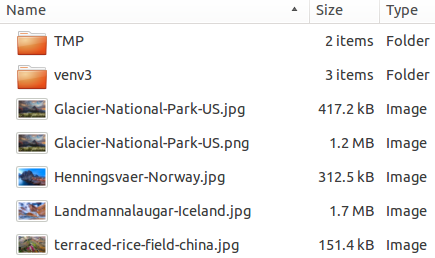 Name Size Type
TMP 2 items Folder
venv3 3 items Folder
Glacier-National-Park-US.jpg 417.2 kB Image
Glacier-National-Park-US.png 1.2 MB Image
Henningsvaer-Norway.jpg 312.5 kB Image
Landmannalaugar-Iceland.jpg 1.7 MB Image
terraced-rice-field-china.jpg 151.4 kB Image